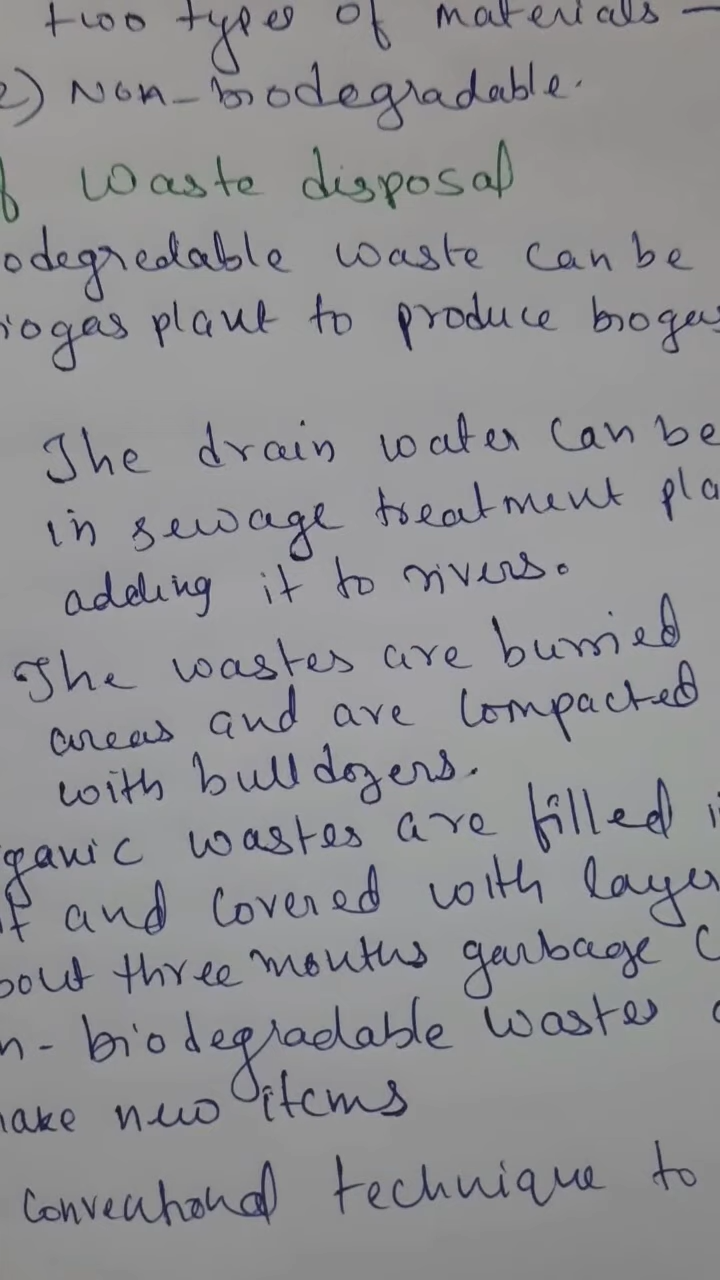 two types of materials -
2) Non-biodegradable.
f Waste disposal
odegredable waste can be
iogas plant to produce biogas
The drain water can be
in sewage treatment pla
adding it to rivers.
The wastes are burried
areas and are compacted
with bulldozers.
ganic wastes are filled i
it and covered with layer
bout three months garbage c
n-biodegradable wastes
make new items
Conventional technique to